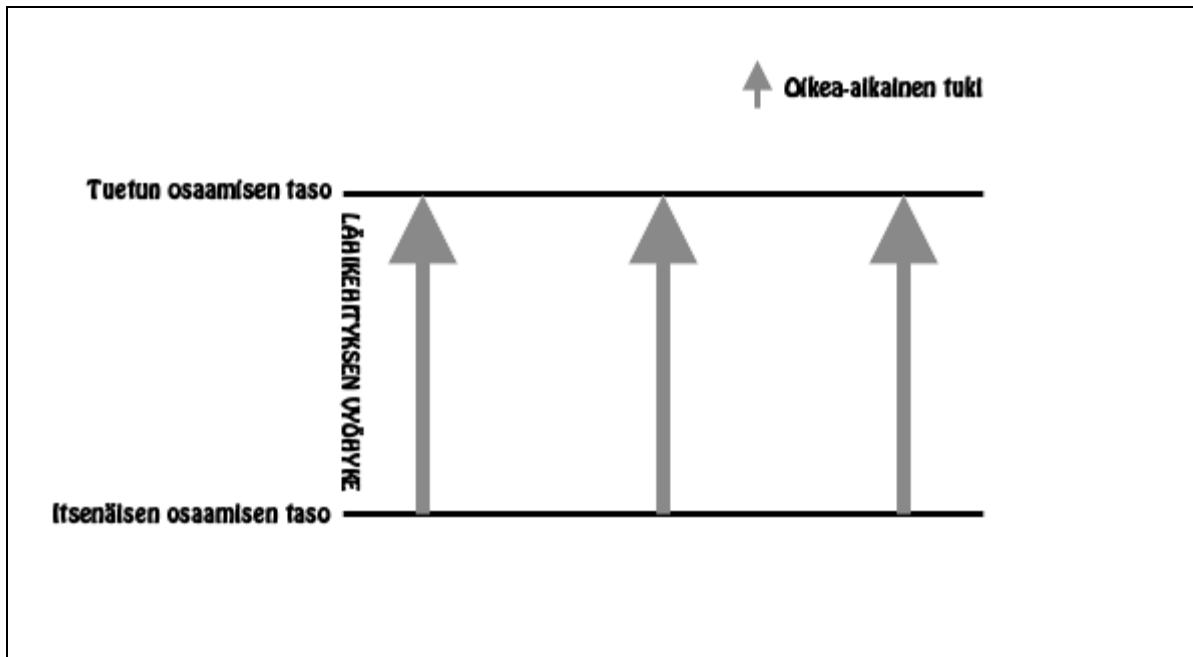 Oikea-aikainen tuki
Tuetun osaamisen taso
LÄHIKEHITYKSEN VYÖHYKE
Itsenäisen osaamisen taso